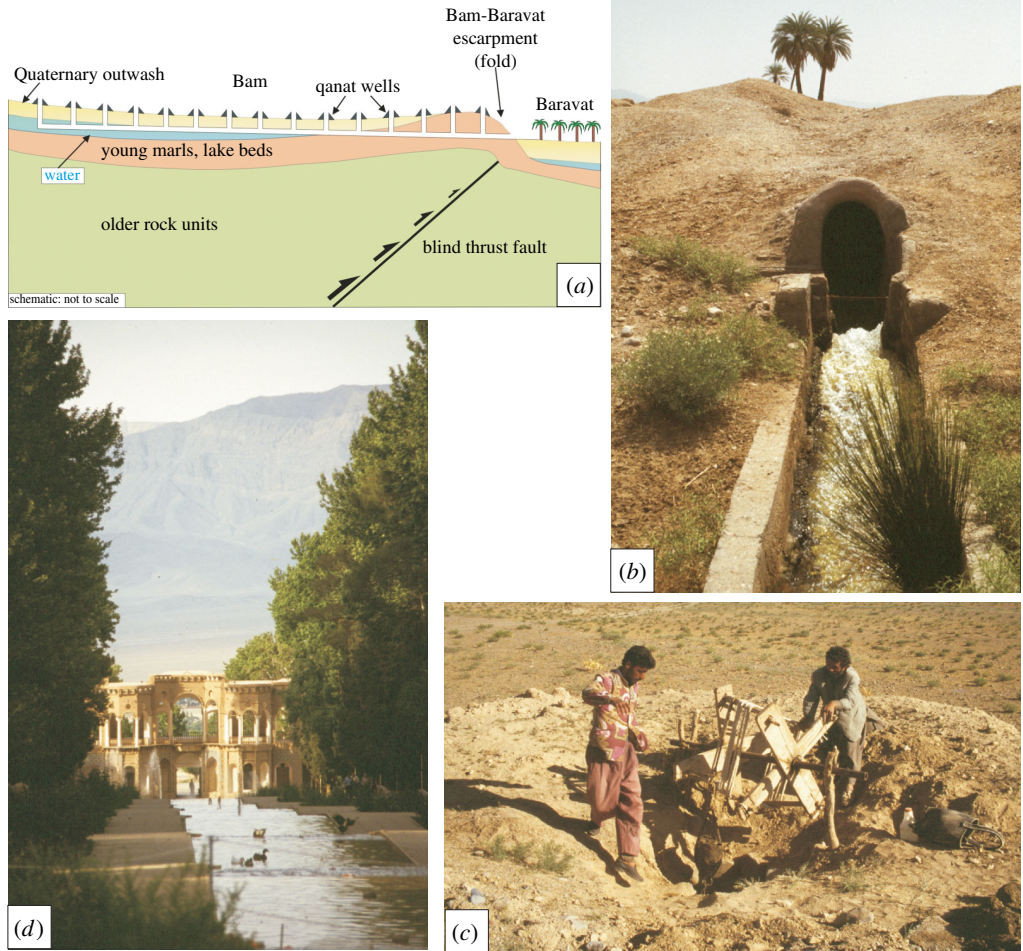 Bam-Baravat
escarpment
(fold)
Quaternary outwash
Bam
qanat wells
Baravat
young marls, lake beds
water
older rock units
blind thrust fault
schematic: not to scale
(a)
(b)
(d)
(c)